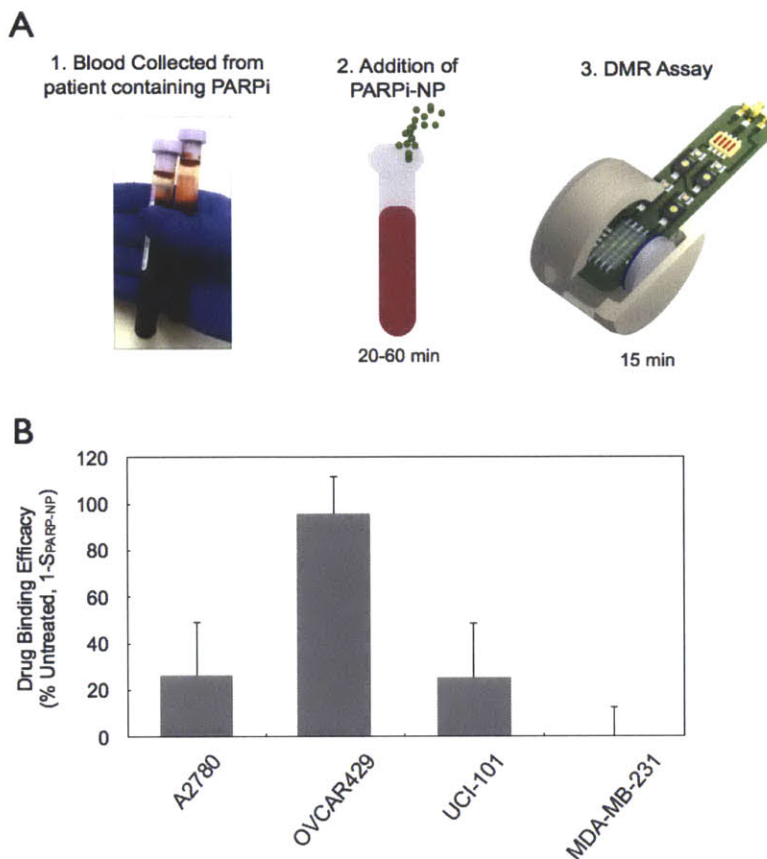 A
1. Blood Collected from
patient containing PARPi
2. Addition of
PARPi-NP
3. DMR Assay
20-60 min
15 min
B
Drug Binding Efficacy
(% Untreated, 1-SPARP-NP)
120
100
80
60
40
20
0
A2780
OVCAR429
UCI-101
MDA-MB-231